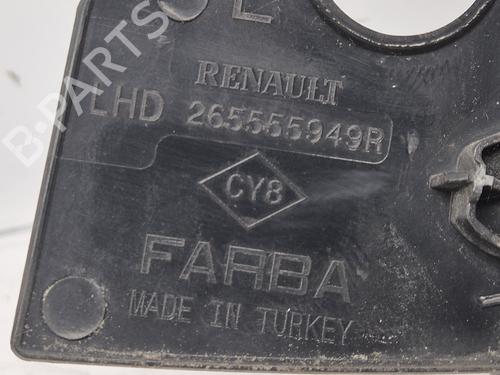 L
RENAULT
LHD 265555949R
CY8
FARBA
MADE IN TURKEY
B-PARTS